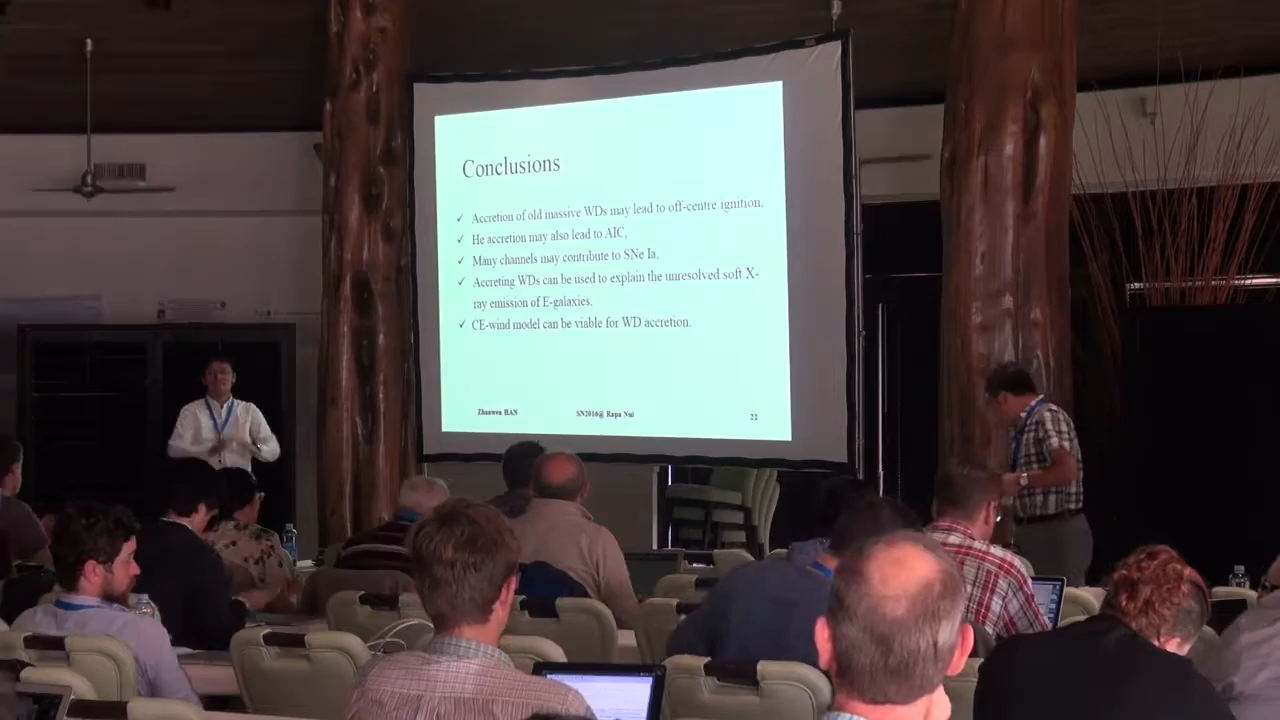 Conclusions
✓ Accretion of old massive WDs may lead to off-centre ignition.
✓ He accretion may also lead to AIC.
✓ Many channels may contribute to SNe Ia.
✓ Accreting WDs can be used to explain the unresolved soft X-
ray emission of E-galaxies.
✓ CE-wind model can be viable for WD accretion.
Zhanwen HAN SN2016@ Rapa Nui 21